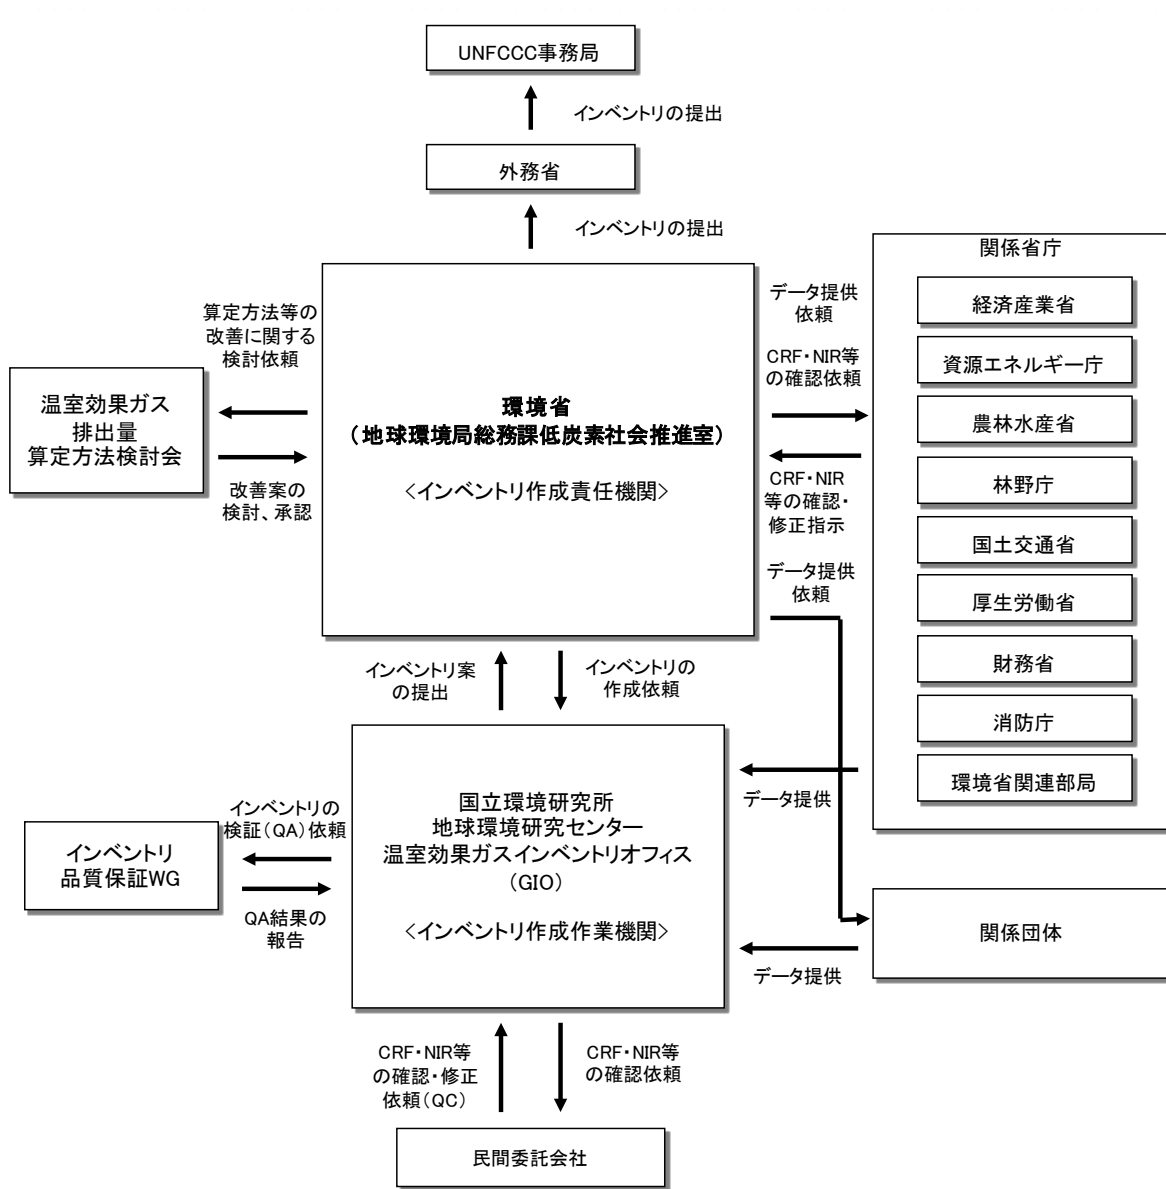 UNFCCC事務局
インベントリの提出
外務省
インベントリの提出
算定方法等の
改善に関する
検討依頼
温室効果ガス
排出量
算定方法検討会
改善案の
検討、承認
環境省
（地球環境局総務課低炭素社会推進室）
＜インベントリ作成責任機関＞
データ提供
依頼
CRF・NIR等
の確認依頼
CRF・NIR
等の確認・
修正指示
データ提供
依頼
関係省庁
経済産業省
資源エネルギー庁
農林水産省
林野庁
国土交通省
厚生労働省
財務省
消防庁
環境省関連部局
インベントリ案
の提出
インベントリの
作成依頼
国立環境研究所
地球環境研究センター
温室効果ガスインベントリオフィス
（GIO）
＜インベントリ作成作業機関＞
インベントリの
検証（QA）依頼
インベントリ
品質保証WG
QA結果の
報告
データ提供
関係団体
データ提供
CRF・NIR等
の確認・修正
依頼（QC）
CRF・NIR等
の確認依頼
民間委託会社